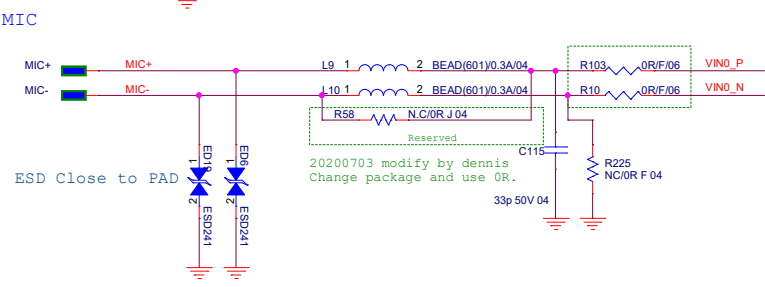 MIC
MIC+ MIC+ L9 1 2 BEAD(601)/0.3A/04 R103 0R/F/06 VIN0_P
MIC- MIC- L10 1 2 BEAD(601)/0.3A/04 R10 0R/F/06 VIN0_N
R58 N.C/0R J 04
Reserved
ESD Close to PAD
1 ED19 2 ESD241
1 ED6 2 ESD241
20200703 modify by dennis
Change package and use 0R.
C115
33p 50V 04
R225
NC/0R F 04